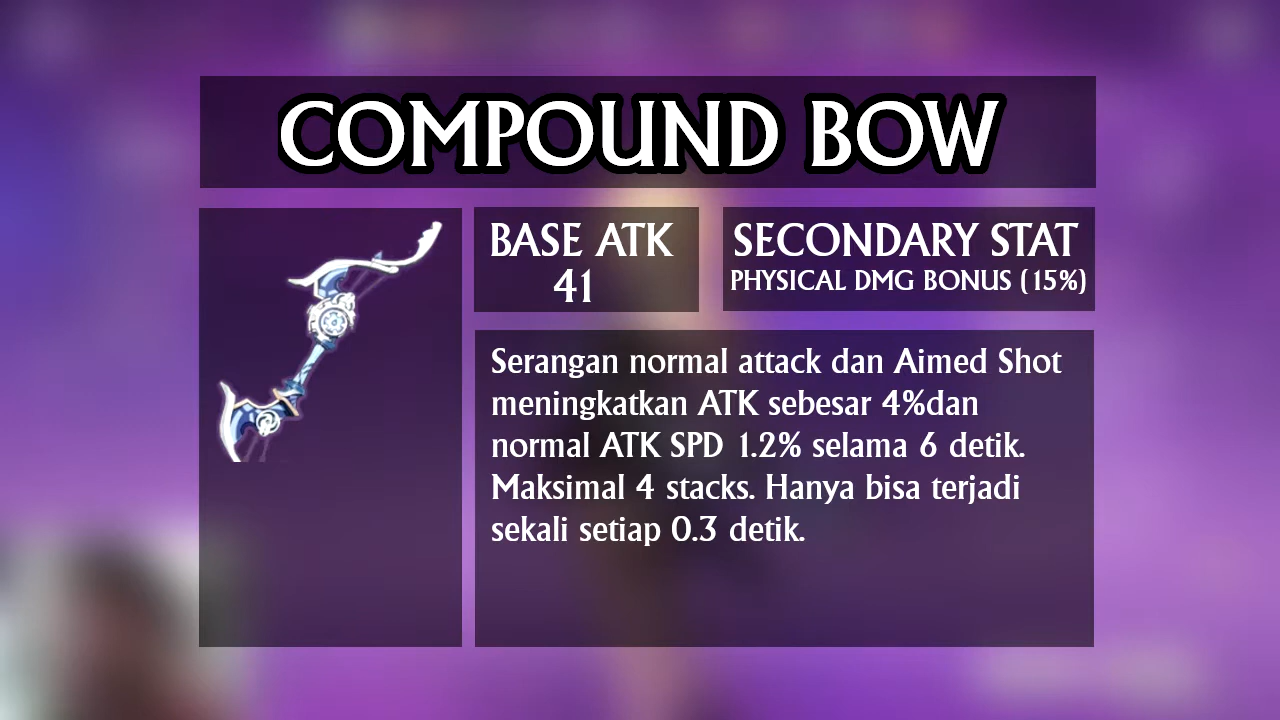 COMPOUND BOW
BASE ATK
41
SECONDARY STAT
PHYSICAL DMG BONUS (15%)
Serangan normal attack dan Aimed Shot
meningkatkan ATK sebesar 4%dan
normal ATK SPD 1.2% selama 6 detik.
Maksimal 4 stacks. Hanya bisa terjadi
sekali setiap 0.3 detik.